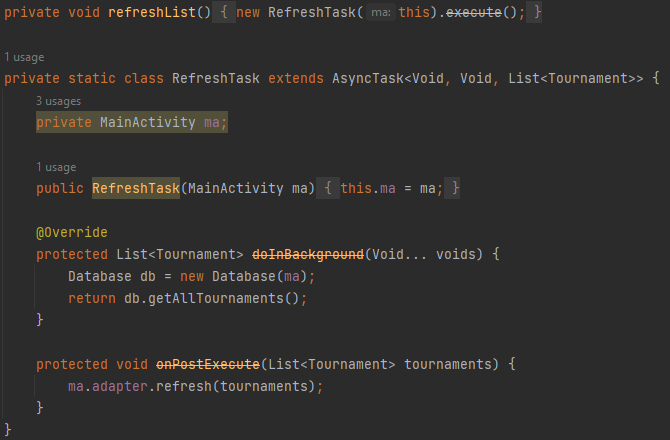 private void refreshList() { new RefreshTask( ma: this).execute(); }
1 usage
private static class RefreshTask extends AsyncTask<Void, Void, List<Tournament>> {
3 usages
private MainActivity ma;
1 usage
public RefreshTask(MainActivity ma) { this.ma = ma; }
@Override
protected List<Tournament> doInBackground(Void... voids) {
Database db = new Database(ma);
return db.getAllTournaments();
}
protected void onPostExecute(List<Tournament> tournaments) {
ma.adapter.refresh(tournaments);
}
}